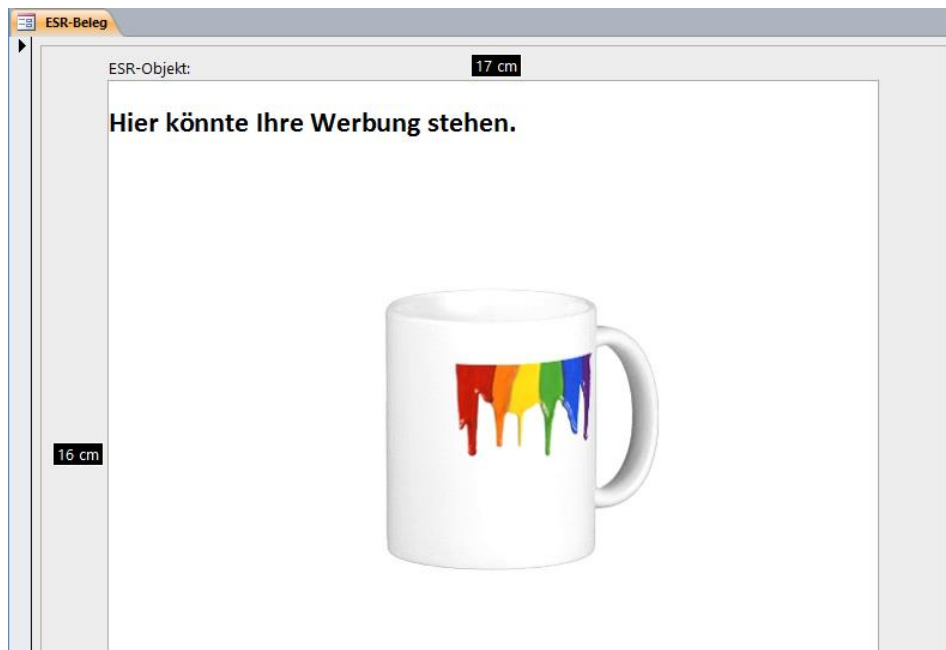 ESR-Beleg
ESR-Objekt:
17 cm
Hier könnte Ihre Werbung stehen.
16 cm